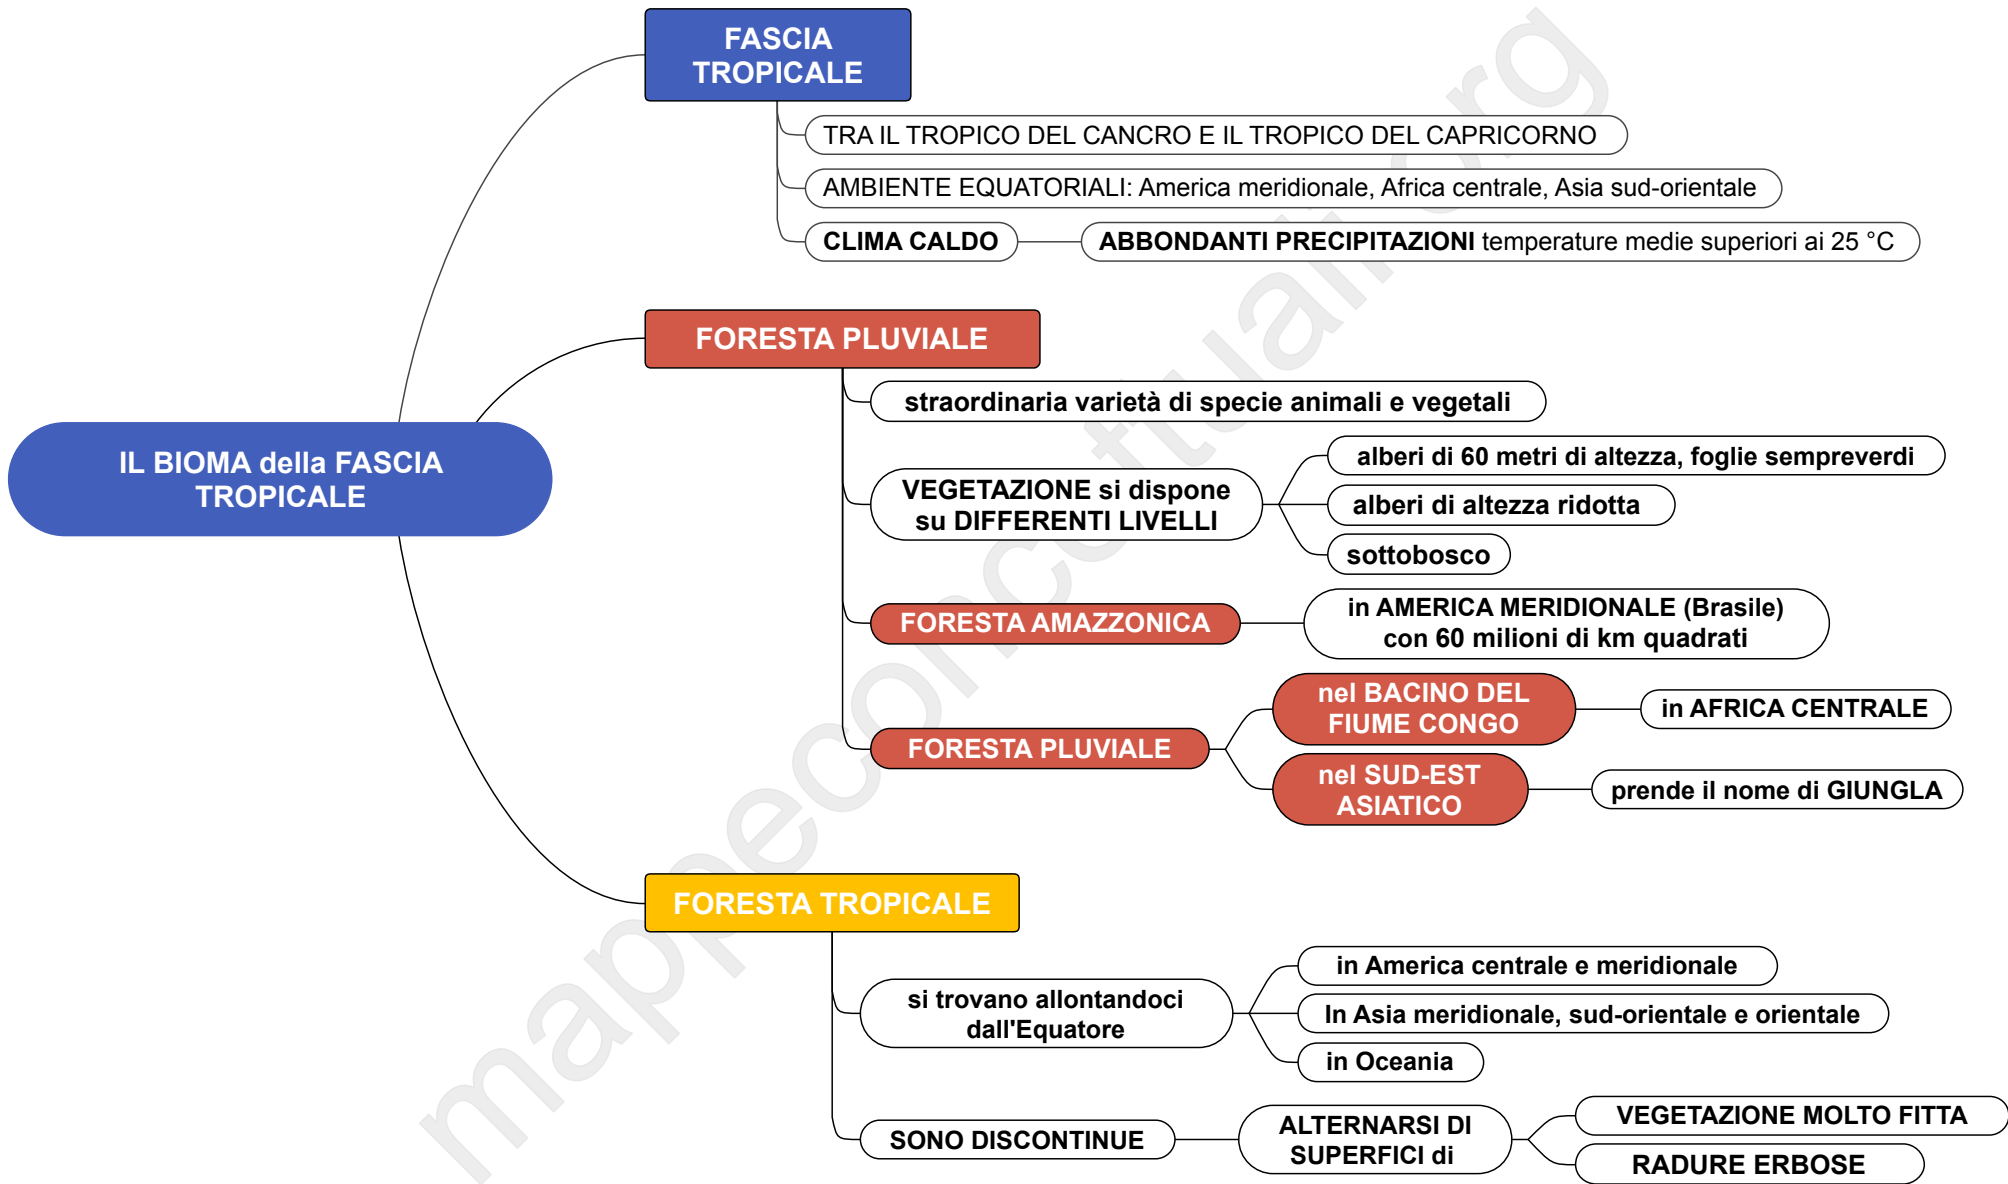 FASCIA
TROPICALE
TRA IL TROPICO DEL CANCRO E IL TROPICO DEL CAPRICORNO
AMBIENTE EQUATORIALI: America meridionale, Africa centrale, Asia sud-orientale
CLIMA CALDO
ABBONDANTI PRECIPITAZIONI temperature medie superiori ai 25 °C
FORESTA PLUVIALE
straordinaria varietà di specie animali e vegetali
IL BIOMA della FASCIA
TROPICALE
VEGETAZIONE si dispone
su DIFFERENTI LIVELLI
alberi di 60 metri di altezza, foglie sempreverdi
alberi di altezza ridotta
sottobosco
FORESTA AMAZZONICA
in AMERICA MERIDIONALE (Brasile)
con 60 milioni di km quadrati
FORESTA PLUVIALE
nel BACINO DEL
FIUME CONGO
in AFRICA CENTRALE
nel SUD-EST
ASIATICO
prende il nome di GIUNGLA
FORESTA TROPICALE
si trovano allontandoci
dall'Equatore
in America centrale e meridionale
In Asia meridionale, sud-orientale e orientale
in Oceania
SONO DISCONTINUE
ALTERNARSI DI
SUPERFICI di
VEGETAZIONE MOLTO FITTA
RADURE ERBOSE
mappeconcettuali.org